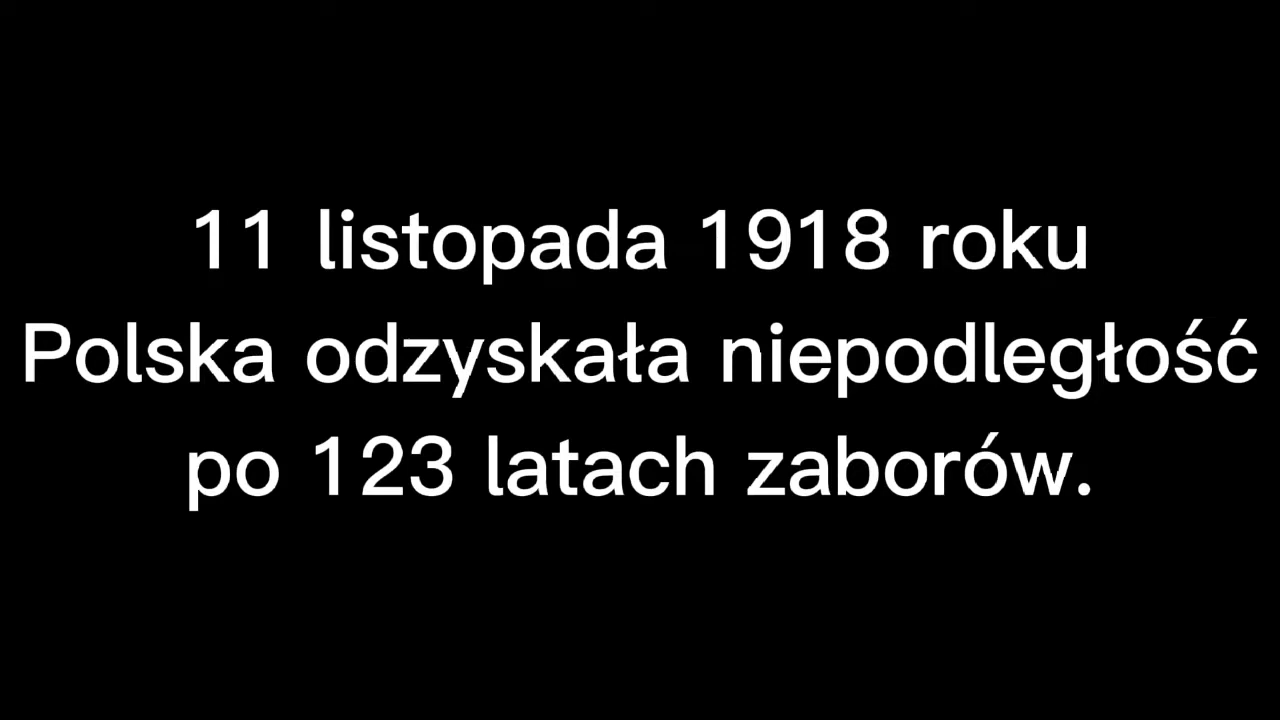 11 listopada 1918 roku
Polska odzyskała niepodległość
po 123 latach zaborów.